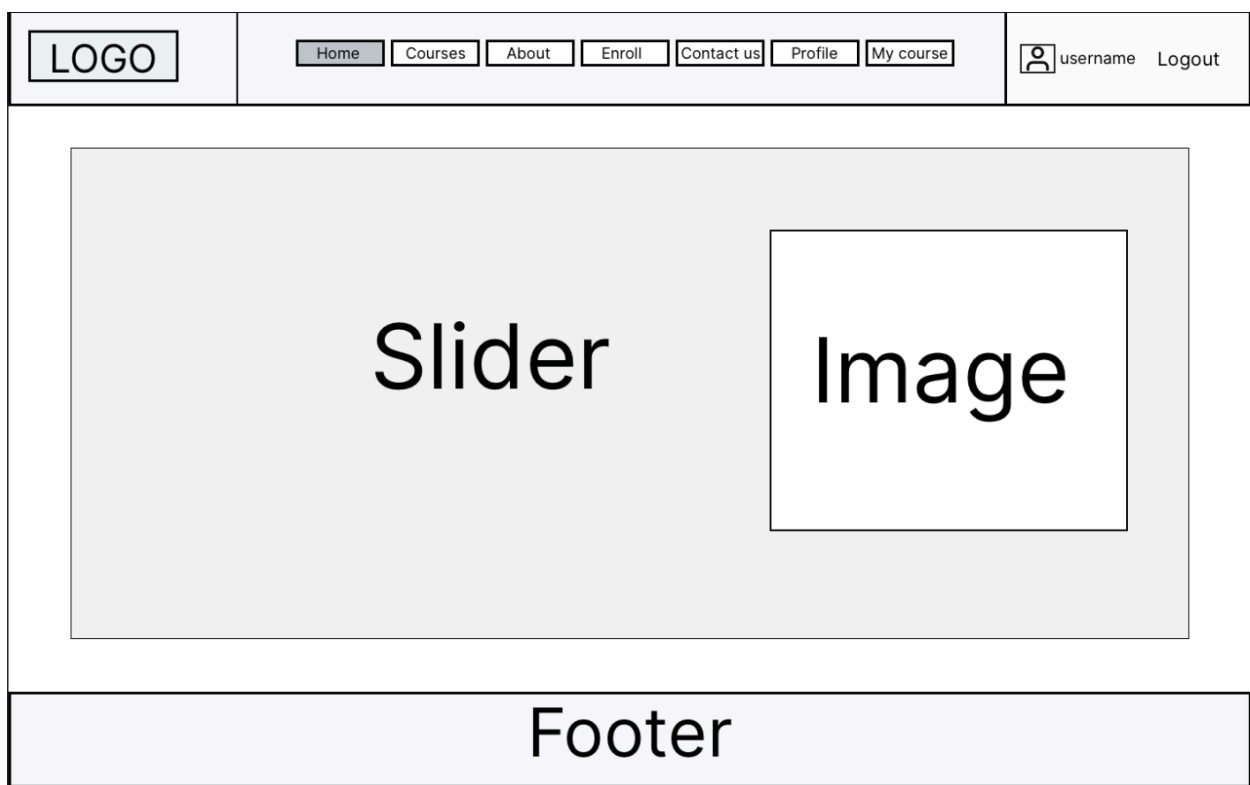 LOGO
Home Courses About Enroll Contact us Profile My course
username Logout
Slider
Image
Footer